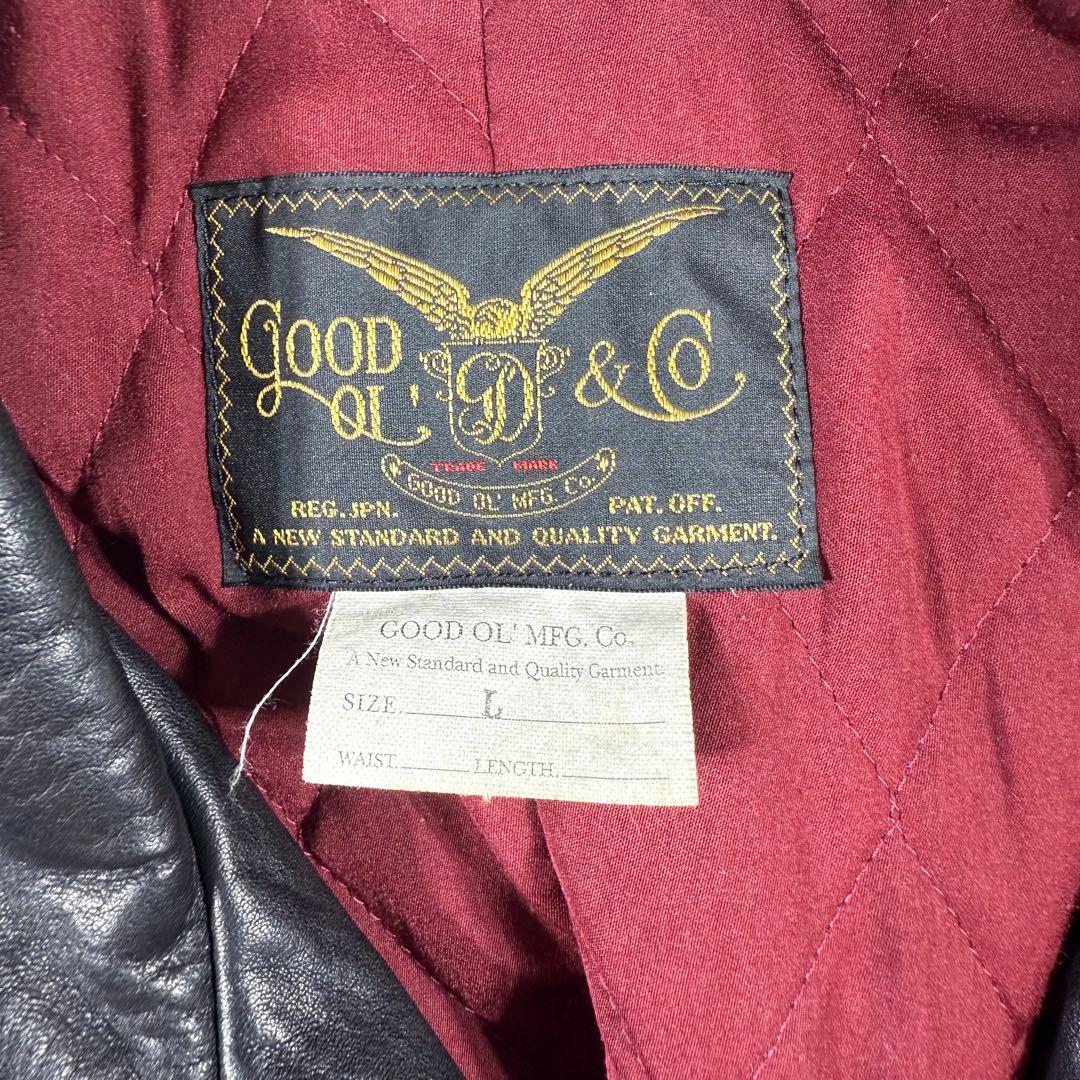 GOOD OL' & Co
GD
TRADE MARK
GOOD OL' MFG. Co.
REG. JPN. PAT. OFF.
A NEW STANDARD AND QUALITY GARMENT.
GOOD OL' MFG. Co.
A New Standard and Quality Garment.
SIZE. L
WAIST. LENGTH.